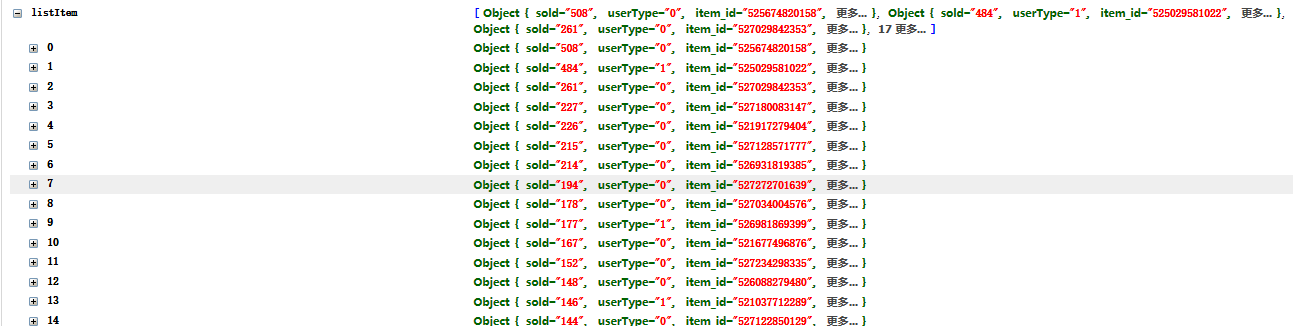 listItem [ Object { sold="508", userType="0", item_id="525674820158", 更多... }, Object { sold="484", userType="1", item_id="525029581022", 更多... },
Object { sold="261", userType="0", item_id="527029842353", 更多... }, 17 更多... ]
0 Object { sold="508", userType="0", item_id="525674820158", 更多... }
1 Object { sold="484", userType="1", item_id="525029581022", 更多... }
2 Object { sold="261", userType="0", item_id="527029842353", 更多... }
3 Object { sold="227", userType="0", item_id="527180083147", 更多... }
4 Object { sold="226", userType="0", item_id="521917279404", 更多... }
5 Object { sold="215", userType="0", item_id="527128571777", 更多... }
6 Object { sold="214", userType="0", item_id="526931819385", 更多... }
7 Object { sold="194", userType="0", item_id="527272701639", 更多... }
8 Object { sold="178", userType="0", item_id="527034004576", 更多... }
9 Object { sold="177", userType="1", item_id="526981869399", 更多... }
10 Object { sold="167", userType="0", item_id="521677496876", 更多... }
11 Object { sold="152", userType="0", item_id="527234298335", 更多... }
12 Object { sold="148", userType="0", item_id="526088279480", 更多... }
13 Object { sold="146", userType="1", item_id="521037712289", 更多... }
14 Object { sold="144", userType="0", item_id="527122850129", 更多... }